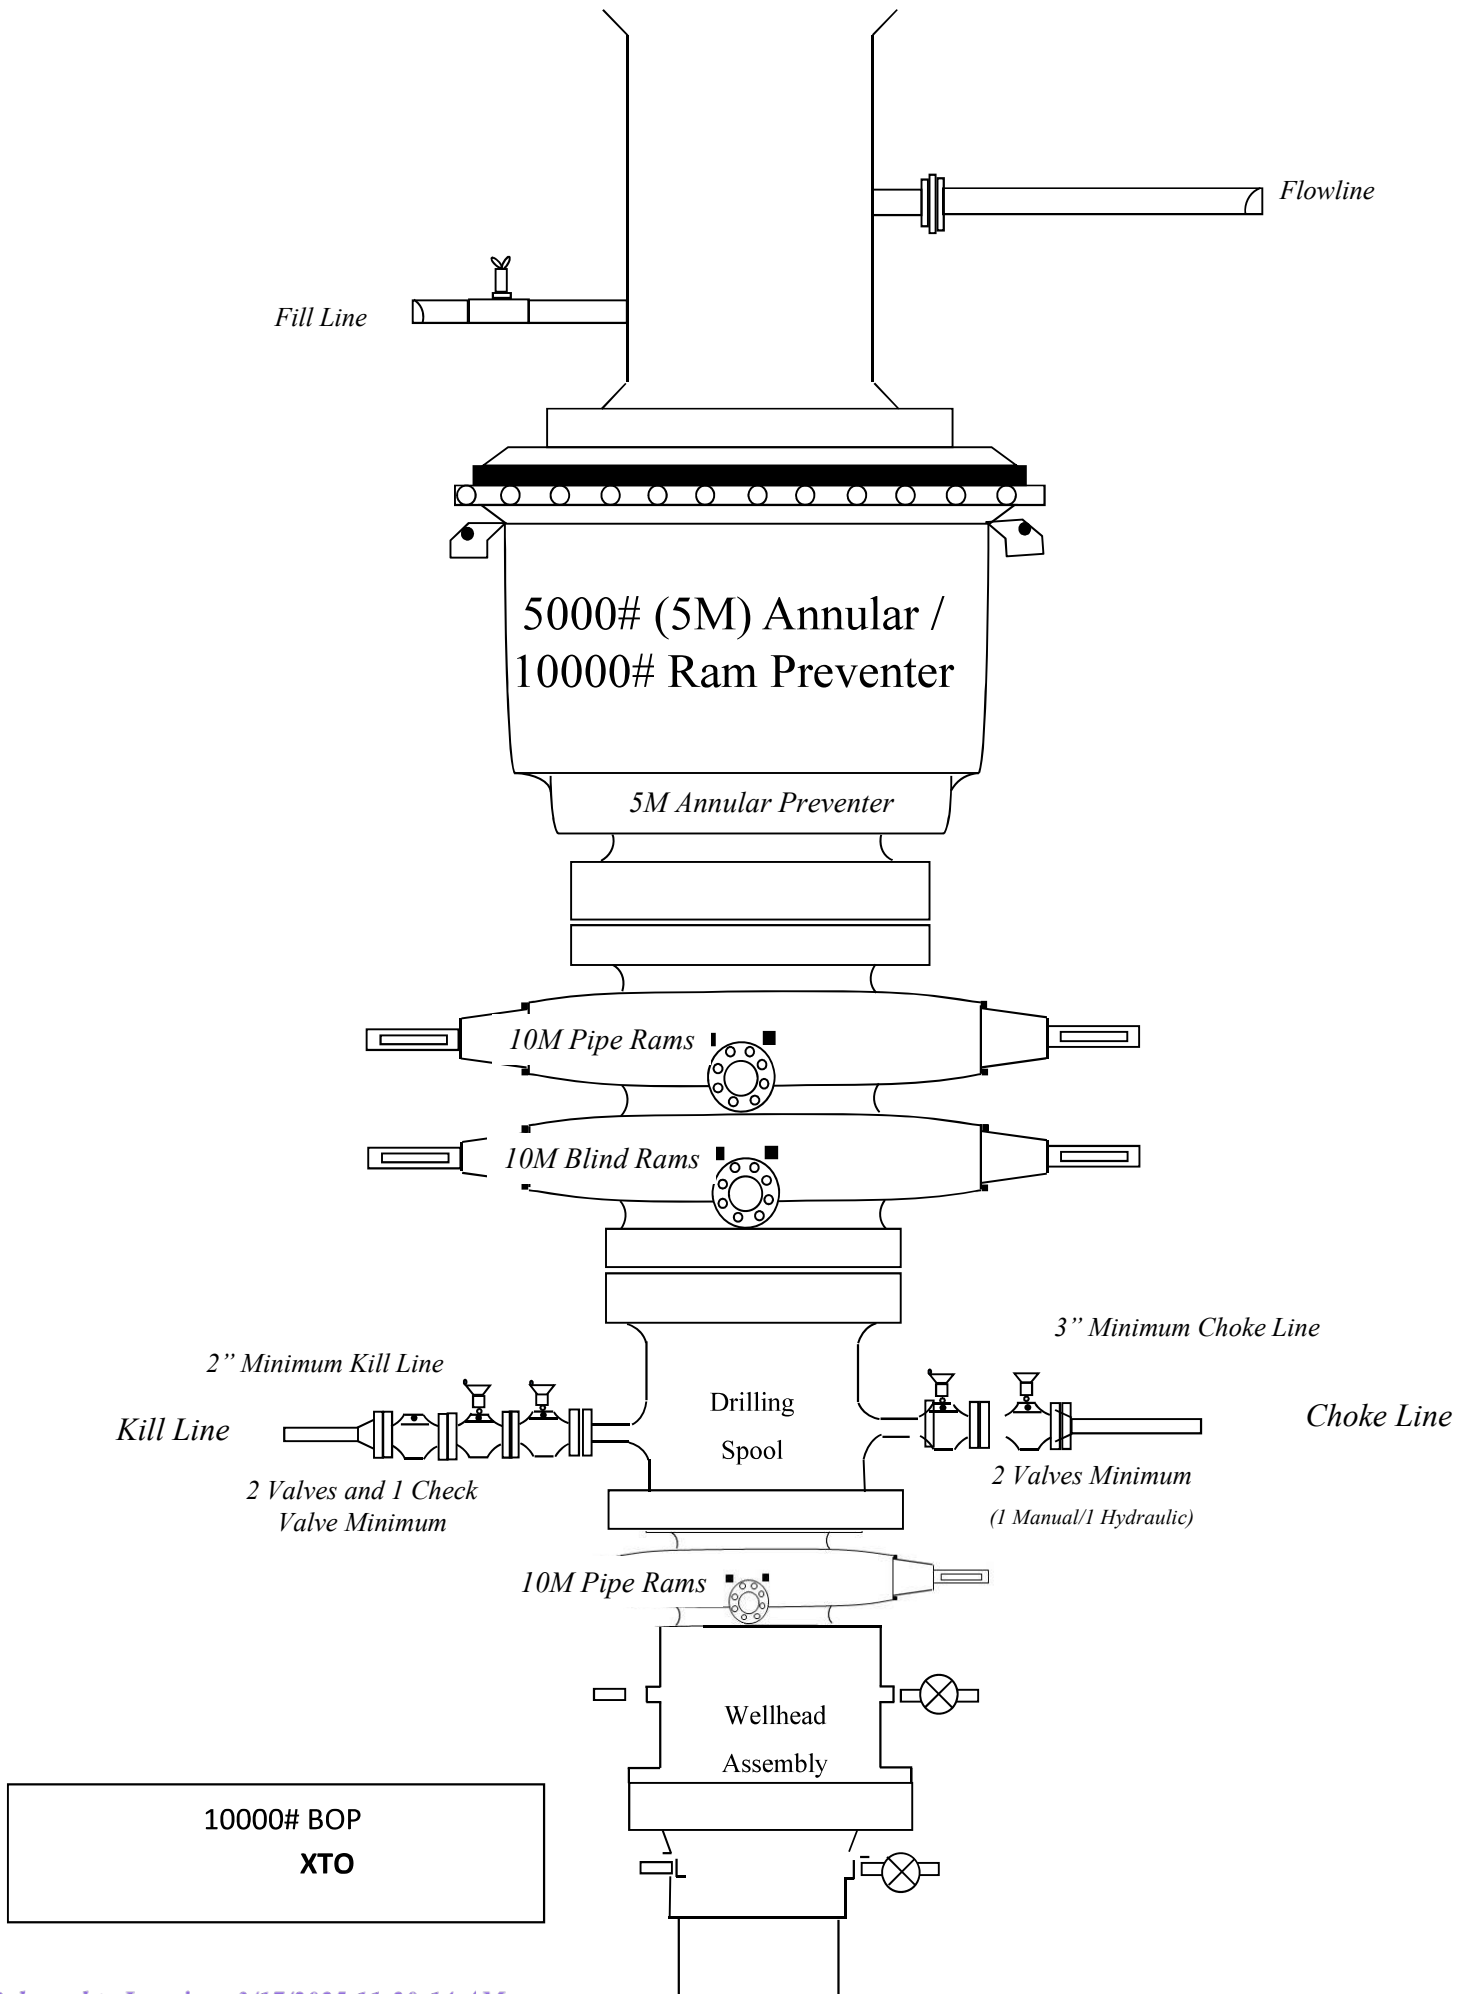 Flowline
Fill Line
5000# (5M) Annular /
10000# Ram Preventer
5M Annular Preventer
10M Pipe Rams
10M Blind Rams
3” Minimum Choke Line
2” Minimum Kill Line
Drilling
Spool
Kill Line
Choke Line
2 Valves and 1 Check
Valve Minimum
2 Valves Minimum
(1 Manual/1 Hydraulic)
10M Pipe Rams
Wellhead
Assembly
10000# BOP
XTO